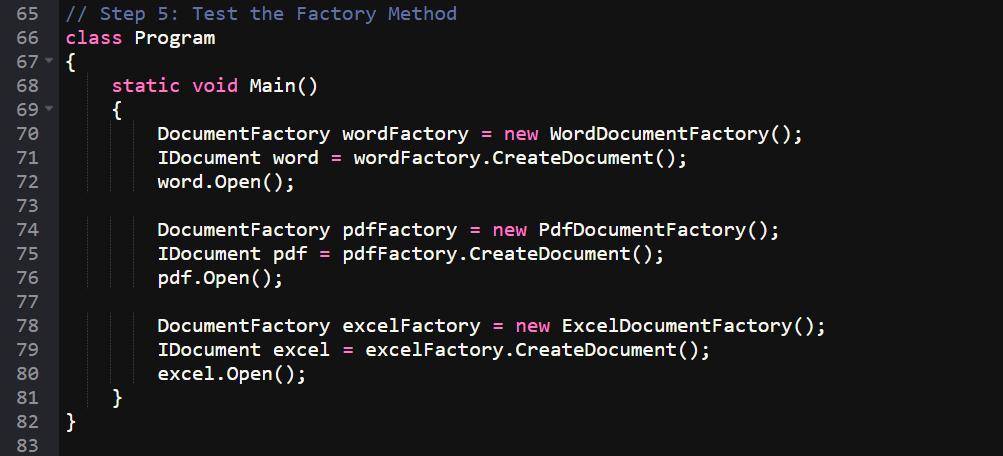 65 // Step 5: Test the Factory Method
66 class Program
67 {
68     static void Main()
69     {
70         DocumentFactory wordFactory = new WordDocumentFactory();
71         IDocument word = wordFactory.CreateDocument();
72         word.Open();
73
74         DocumentFactory pdfFactory = new PdfDocumentFactory();
75         IDocument pdf = pdfFactory.CreateDocument();
76         pdf.Open();
77
78         DocumentFactory excelFactory = new ExcelDocumentFactory();
79         IDocument excel = excelFactory.CreateDocument();
80         excel.Open();
81     }
82 }
83